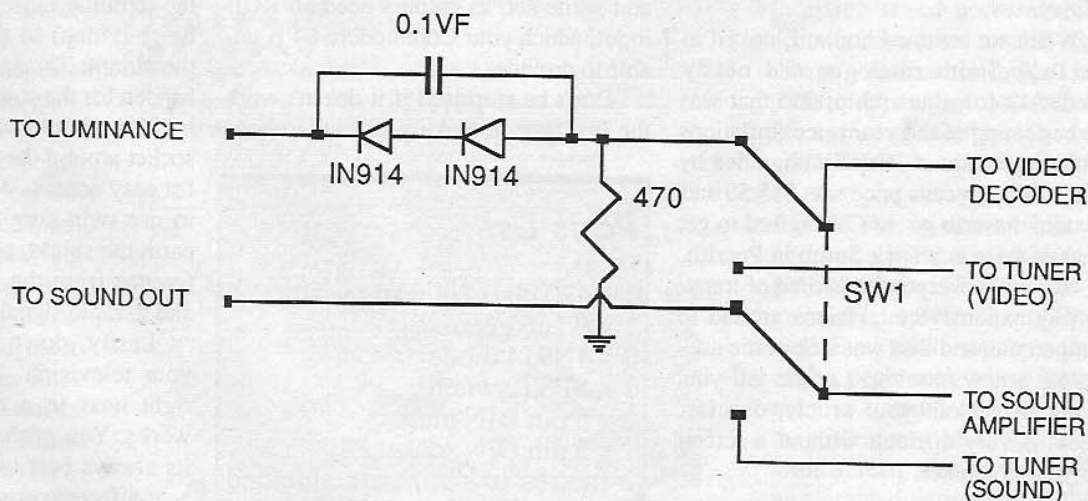 0.1VF
TO LUMINANCE
IN914
IN914
470
TO VIDEO
DECODER
TO SOUND OUT
SW1
TO TUNER
(VIDEO)
TO SOUND
AMPLIFIER
TO TUNER
(SOUND)